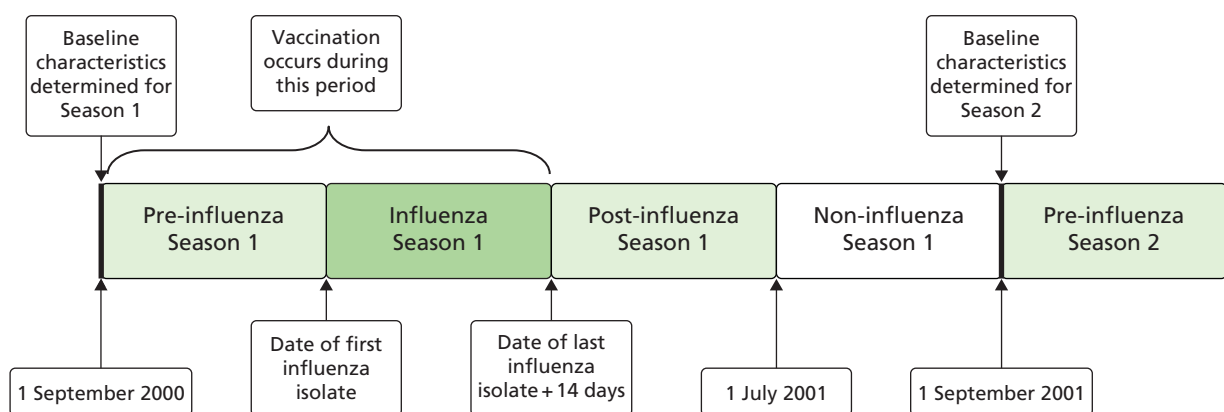 Baseline
characteristics
determined for
Season 1
Vaccination
occurs during
this period
Baseline
characteristics
determined for
Season 2
Pre-influenza
Season 1
Influenza
Season 1
Post-influenza
Season 1
Non-influenza
Season 1
Pre-influenza
Season 2
1 September 2000
Date of first
influenza
isolate
Date of last
influenza
isolate + 14 days
1 July 2001
1 September 2001